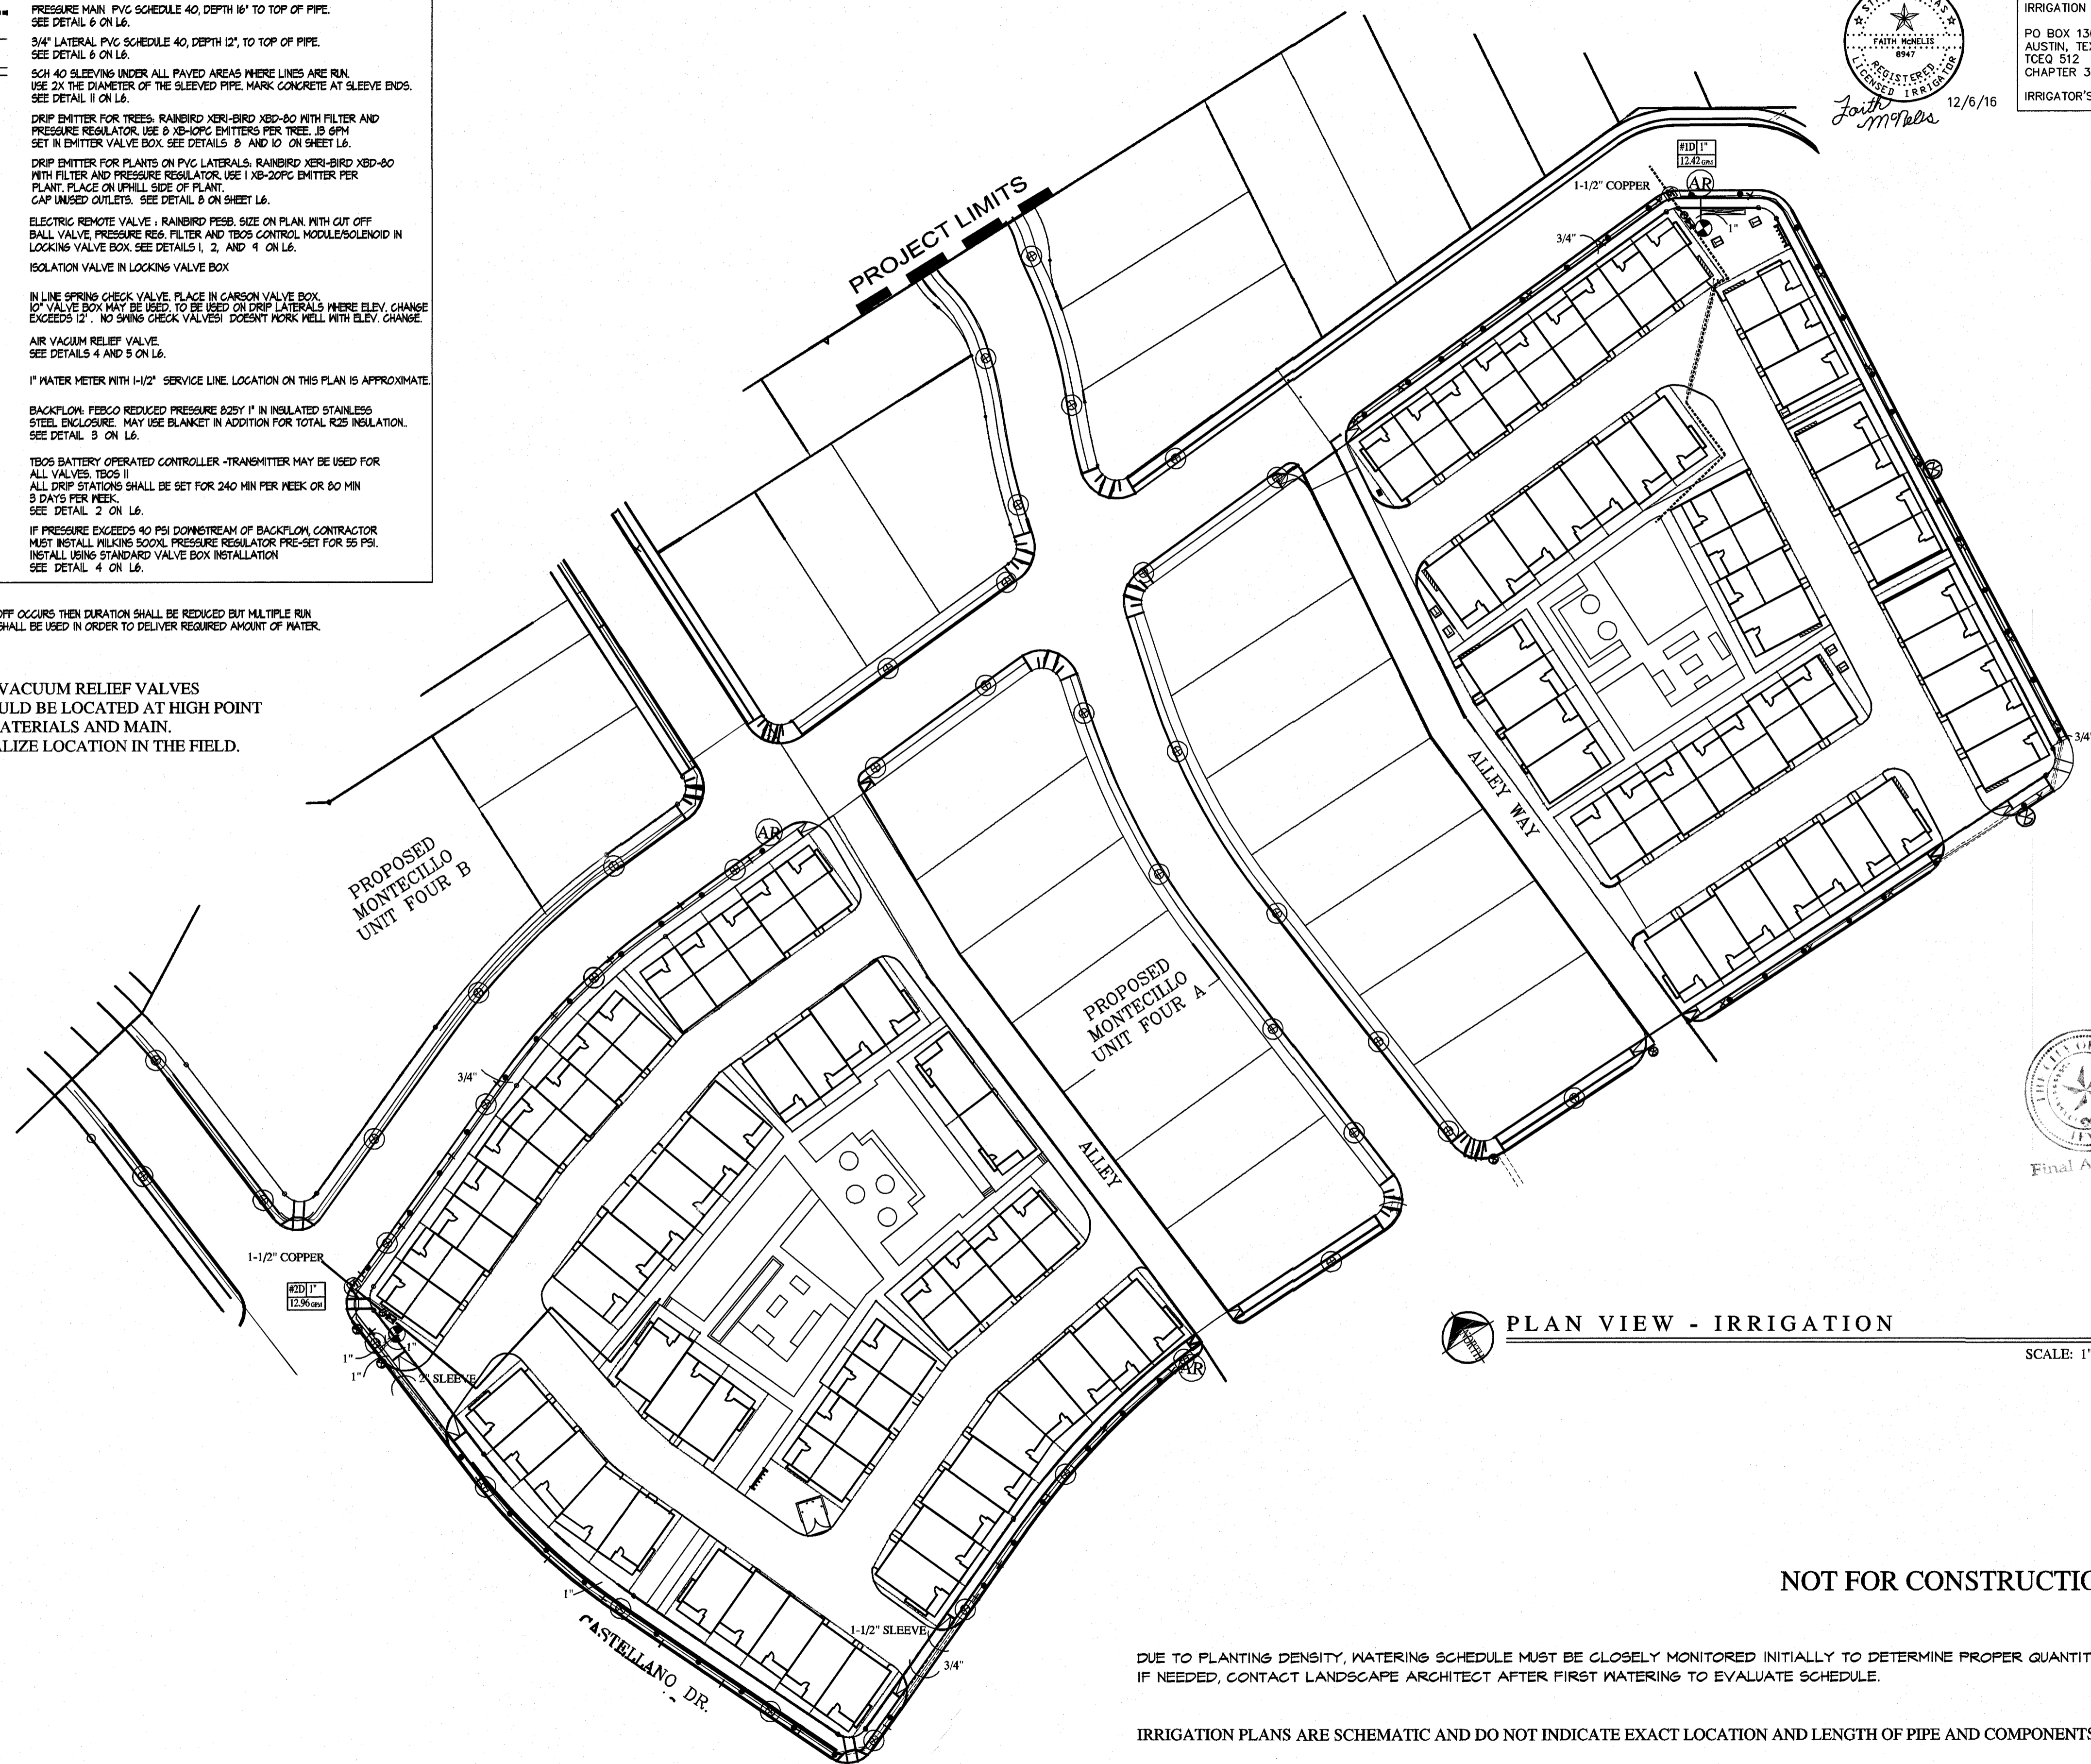 PRESSURE MAIN PVC SCHEDULE 40, DEPTH 16" TO TOP OF PIPE.
SEE DETAIL 6 ON L6.
3/4" LATERAL PVC SCHEDULE 40, DEPTH 12", TO TOP OF PIPE.
SEE DETAIL 6 ON L6.
SCH 40 SLEEVING UNDER ALL PAVED AREAS WHERE LINES ARE RUN.
USE 2X THE DIAMETER OF THE SLEEVED PIPE. MARK CONCRETE AT SLEEVE ENDS.
SEE DETAIL 11 ON L6.
DRIP EMITTER FOR TREES: RAINBIRD XERI-BIRD XBD-80 WITH FILTER AND
PRESSURE REGULATOR. USE 8 XB-10PC EMITTERS PER TREE. .13 GPM
SET IN EMITTER VALVE BOX. SEE DETAILS 8 AND 10 ON SHEET L6.
DRIP EMITTER FOR PLANTS ON PVC LATERALS: RAINBIRD XERI-BIRD XBD-80
WITH FILTER AND PRESSURE REGULATOR. USE 1 XB-20PC EMITTER PER
PLANT. PLACE ON UPHILL SIDE OF PLANT.
CAP UNUSED OUTLETS. SEE DETAIL 8 ON SHEET L6.
ELECTRIC REMOTE VALVE : RAINBIRD PESB. SIZE ON PLAN. WITH CUT OFF
BALL VALVE, PRESSURE REG. FILTER AND TBOS CONTROL MODULE/SOLENOID IN
LOCKING VALVE BOX. SEE DETAILS 1, 2, AND 9 ON L6.
ISOLATION VALVE IN LOCKING VALVE BOX
IN LINE SPRING CHECK VALVE. PLACE IN CARSON VALVE BOX.
10" VALVE BOX MAY BE USED. TO BE USED ON DRIP LATERALS WHERE ELEV. CHANGE
EXCEEDS 12' . NO SWING CHECK VALVES! DOESN'T WORK WELL WITH ELEV. CHANGE.
AIR VACUUM RELIEF VALVE.
SEE DETAILS 4 AND 5 ON L6.
1" WATER METER WITH 1-1/2" SERVICE LINE. LOCATION ON THIS PLAN IS APPROXIMATE.
BACKFLOW: FEBCO REDUCED PRESSURE 825Y 1" IN INSULATED STAINLESS
STEEL ENCLOSURE. MAY USE BLANKET IN ADDITION FOR TOTAL R25 INSULATION..
SEE DETAIL 3 ON L6.
TBOS BATTERY OPERATED CONTROLLER -TRANSMITTER MAY BE USED FOR
ALL VALVES. TBOS II
ALL DRIP STATIONS SHALL BE SET FOR 240 MIN PER WEEK OR 80 MIN
3 DAYS PER WEEK.
SEE DETAIL 2 ON L6.
IF PRESSURE EXCEEDS 90 PSI DOWNSTREAM OF BACKFLOW, CONTRACTOR
MUST INSTALL WILKINS 500XL PRESSURE REGULATOR PRE-SET FOR 55 PSI.
INSTALL USING STANDARD VALVE BOX INSTALLATION
SEE DETAIL 4 ON L6.
OFF OCCURS THEN DURATION SHALL BE REDUCED BUT MULTIPLE RUN
SHALL BE USED IN ORDER TO DELIVER REQUIRED AMOUNT OF WATER.
VACUUM RELIEF VALVES
ULD BE LOCATED AT HIGH POINT
ATERIALS AND MAIN.
ALIZE LOCATION IN THE FIELD.
FAITH McNELIS
8947
REGISTERED
LICENSED IRRIGATOR
Faith
McNelis
12/6/16
IRRIGATION
PO BOX 13
AUSTIN, TE
TCEQ 512
CHAPTER 3
IRRIGATOR'S
PROJECT LIMITS
#1D 1"
12.42 GPM
1-1/2" COPPER
AR
1"
3/4"
3/4"
ALLEY WAY
AR
PROPOSED
MONTECILLO
UNIT FOUR B
PROPOSED
MONTECILLO
UNIT FOUR A
3/4"
ALLEY
1-1/2" COPPER
#2D 1"
12.96 GPM
1"
1"
1"
2" SLEEVE
AR
1"
CASTELLANO DR.
1-1/2" SLEEVE
3/4"
THE CITY OF
Final A
NORTH
PLAN VIEW - IRRIGATION
SCALE: 1"
NOT FOR CONSTRUCTIO
DUE TO PLANTING DENSITY, WATERING SCHEDULE MUST BE CLOSELY MONITORED INITIALLY TO DETERMINE PROPER QUANTIT
IF NEEDED, CONTACT LANDSCAPE ARCHITECT AFTER FIRST WATERING TO EVALUATE SCHEDULE.
IRRIGATION PLANS ARE SCHEMATIC AND DO NOT INDICATE EXACT LOCATION AND LENGTH OF PIPE AND COMPONENTS